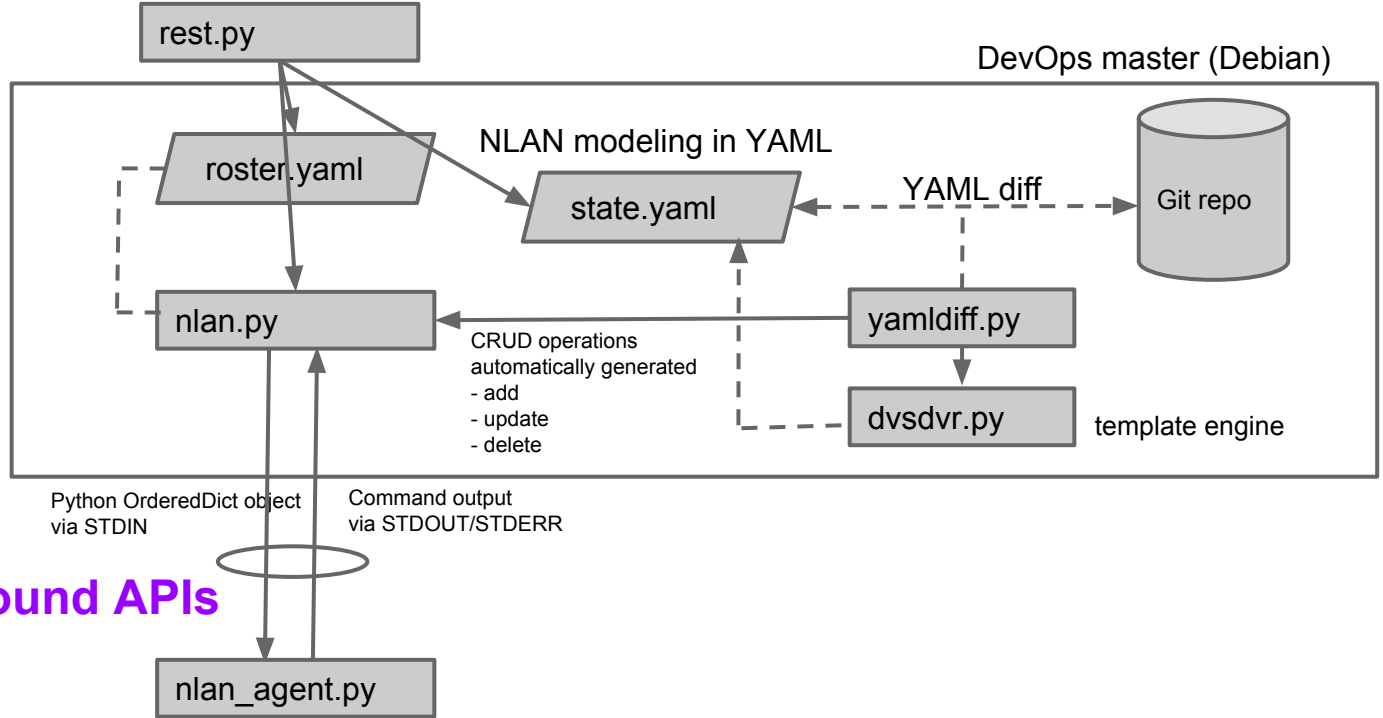 rest.py
DevOps master (Debian)
NLAN modeling in YAML
roster.yaml
state.yaml
YAML diff
Git repo
nlan.py
yamldiff.py
CRUD operations
automatically generated
- add
- update
- delete
dvsdvr.py
template engine
Python OrderedDict object
via STDIN
Command output
via STDOUT/STDERR
ound APIs
nlan_agent.py